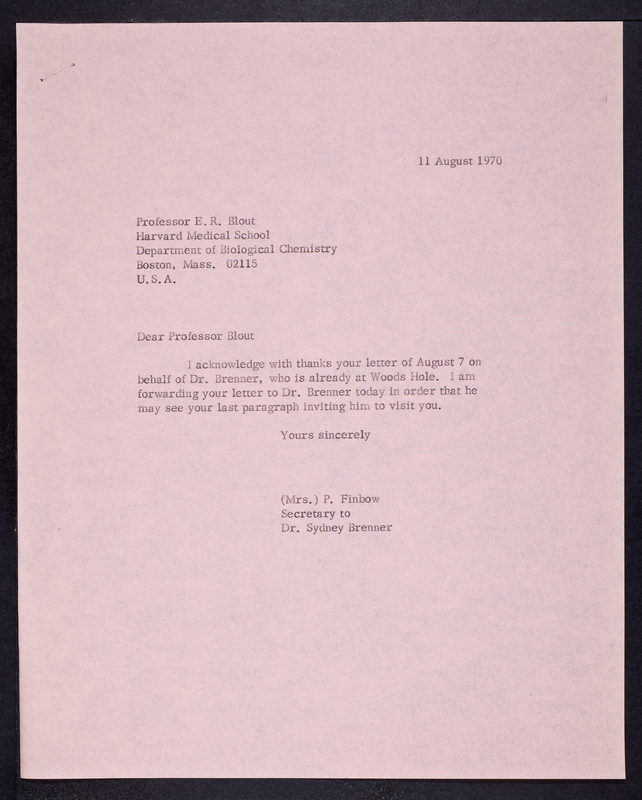 11 August 1970
Professor E. R. Blout
Harvard Medical School
Department of Biological Chemistry
Boston, Mass. 02115
U. S. A.
Dear Professor Blout
I acknowledge with thanks your letter of August 7 on
behalf of Dr. Brenner, who is already at Woods Hole. I am
forwarding your letter to Dr. Brenner today in order that he
may see your last paragraph inviting him to visit you.
Yours sincerely
(Mrs.) P. Finbow
Secretary to
Dr. Sydney Brenner